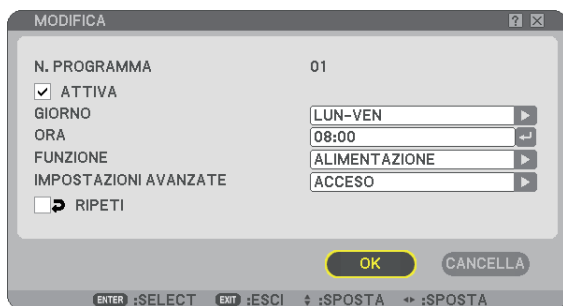 MODIFICA
N. PROGRAMMA 01
ATTIVA
GIORNO LUN-VEN
ORA 08:00
FUNZIONE ALIMENTAZIONE
IMPOSTAZIONI AVANZATE ACCESO
RIPETI
OK CANCELLA
ENTER :SELECT EXIT :ESCI :SPOSTA :SPOSTA